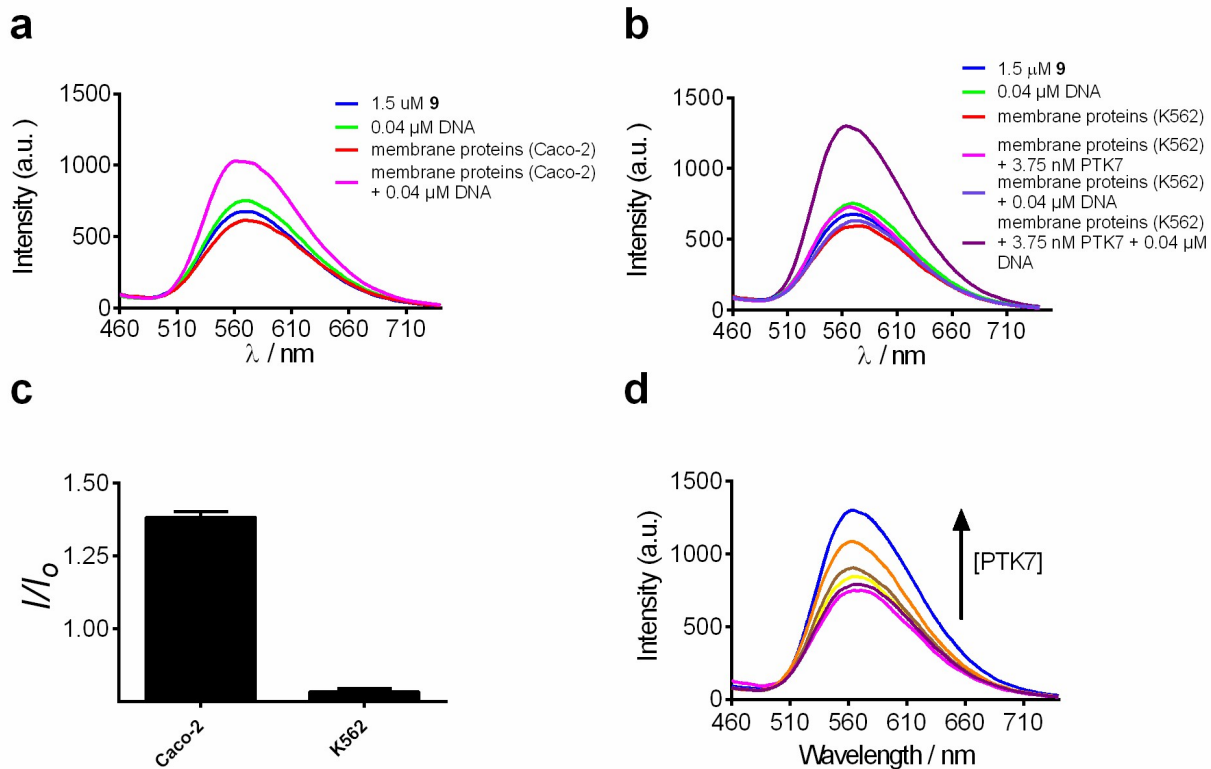 a
1500
1000
500
0
Intensity (a.u.)
460 510 560 610 660 710
λ / nm
1.5 uM 9
0.04 µM DNA
membrane proteins (Caco-2)
membrane proteins (Caco-2)
+ 0.04 µM DNA
b
1500
1000
500
0
Intensity (a.u. )
460 510 560 610 660 710
λ / nm
1.5 µM 9
0.04 µM DNA
membrane proteins (K562)
membrane proteins (K562)
+ 3.75 nM PTK7
membrane proteins (K562)
+ 0.04 µM DNA
membrane proteins (K562)
+ 3.75 nM PTK7 + 0.04 µM
DNA
c
1.50
1.25
1.00
I/Io
Caco-2
K562
d
1500
1000
500
0
Intensity (a.u.)
[PTK7]
460 510 560 610 660 710
Wavelength / nm